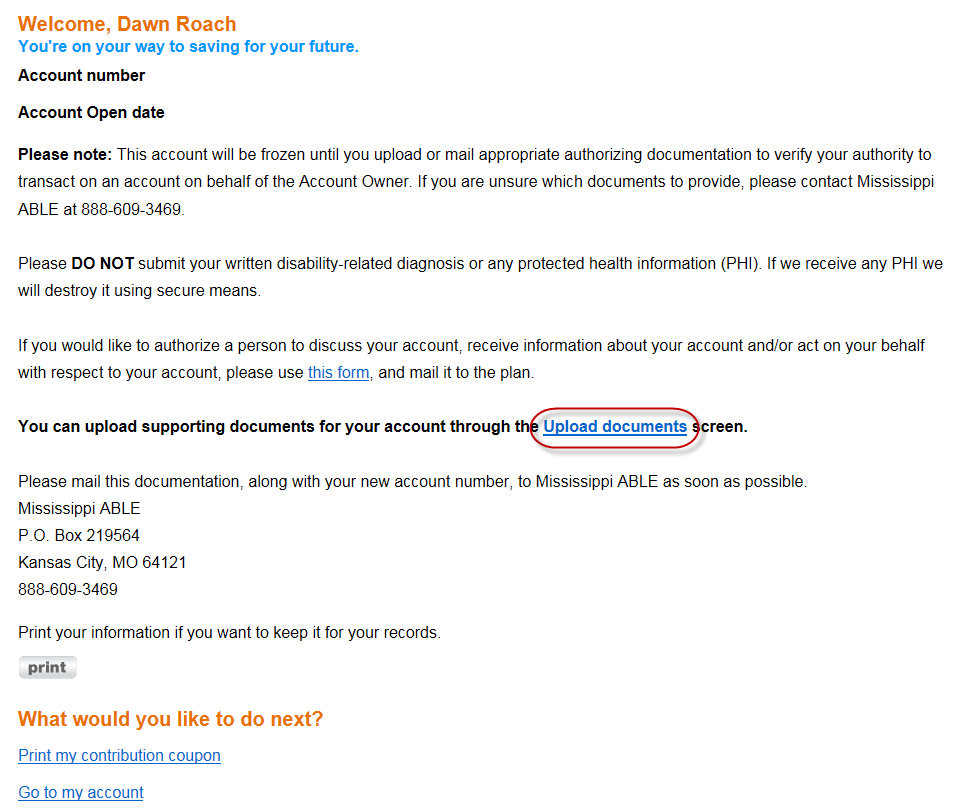 Welcome, Dawn Roach
You're on your way to saving for your future.
Account number
Account Open date
Please note: This account will be frozen until you upload or mail appropriate authorizing documentation to verify your authority to
transact on an account on behalf of the Account Owner. If you are unsure which documents to provide, please contact Mississippi
ABLE at 888-609-3469.
Please DO NOT submit your written disability-related diagnosis or any protected health information (PHI). If we receive any PHI we
will destroy it using secure means.
If you would like to authorize a person to discuss your account, receive information about your account and/or act on your behalf
with respect to your account, please use this form, and mail it to the plan.
You can upload supporting documents for your account through the Upload documents screen.
Please mail this documentation, along with your new account number, to Mississippi ABLE as soon as possible.
Mississippi ABLE
P.O. Box 219564
Kansas City, MO 64121
888-609-3469
Print your information if you want to keep it for your records.
print
What would you like to do next?
Print my contribution coupon
Go to my account